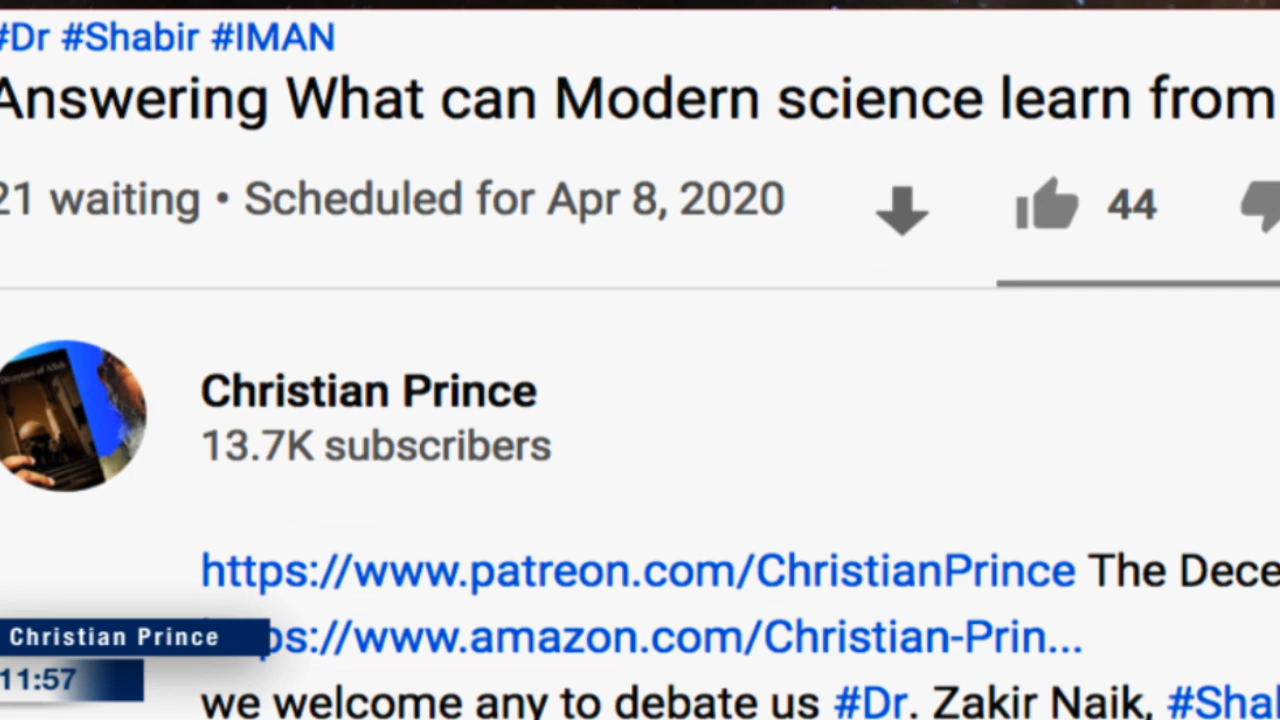 #Dr #Shabir #IMAN
Answering What can Modern science learn from
21 waiting • Scheduled for Apr 8, 2020
44
Christian Prince
13.7K subscribers
https://www.patreon.com/ChristianPrince The Dece
ps://www.amazon.com/Christian-Prin...
Christian Prince
11:57
we welcome any to debate us #Dr. Zakir Naik, #Shal